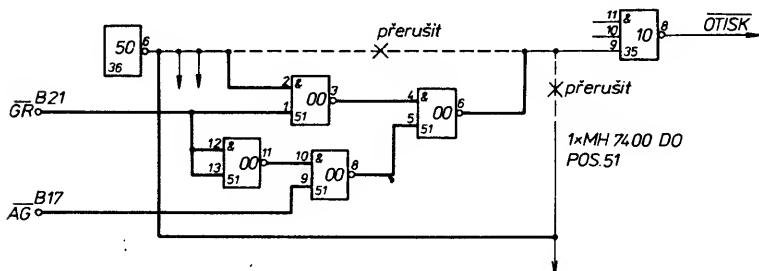 50 6
36
přerušit
11 & 8
10 10
9 35
OTISK
2 & 3
1 00
51
4 & 6
5 00
51
přerušit
GR B21
12 & 11
13 00
51
10 & 8
9 00
51
1×MH 7400 DO
POS.51
AG B17